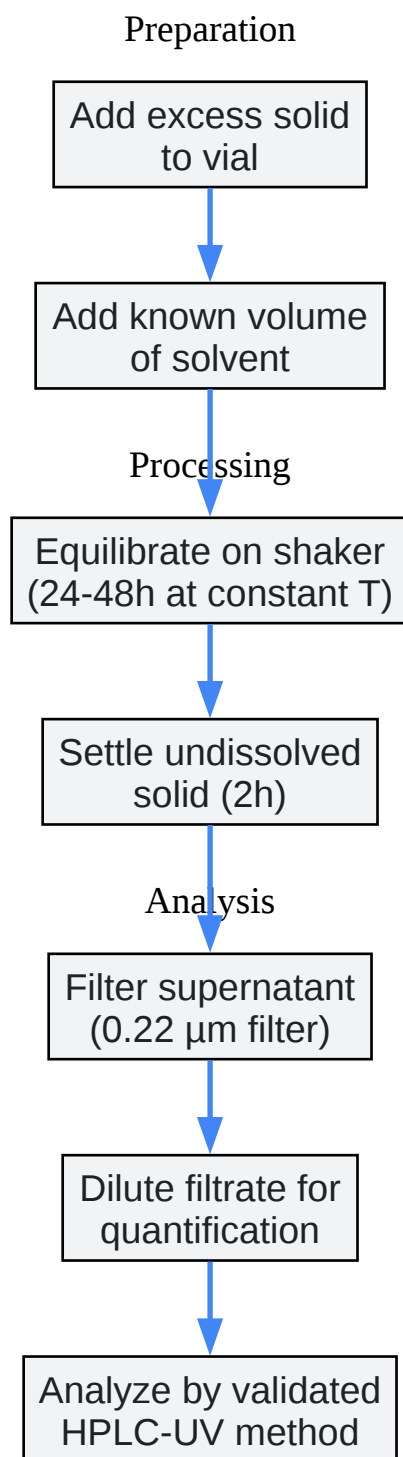 Preparation
Add excess solid
to vial
Add known volume
of solvent
Processing
Equilibrate on shaker
(24-48h at constant T)
Settle undissolved
solid (2h)
Analysis
Filter supernatant
(0.22 µm filter)
Dilute filtrate for
quantification
Analyze by validated
HPLC-UV method